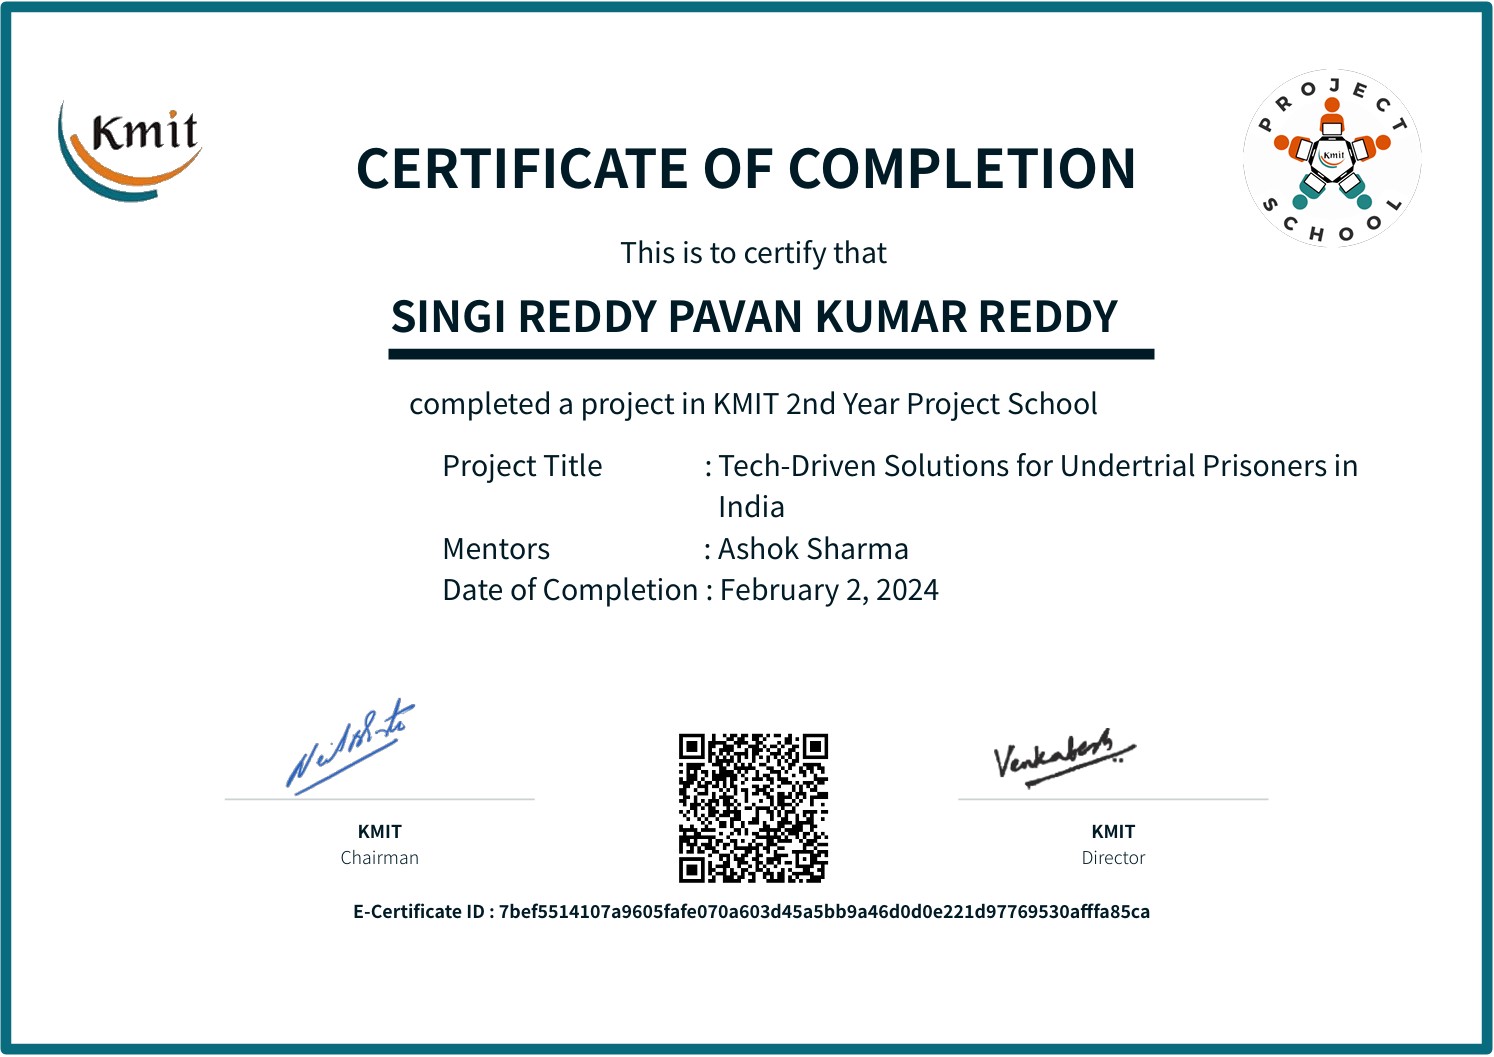 Kmit
PROJECT
Kmit
SCHOOL
CERTIFICATE OF COMPLETION
This is to certify that
SINGI REDDY PAVAN KUMAR REDDY
completed a project in KMIT 2nd Year Project School
Project Title : Tech-Driven Solutions for Undertrial Prisoners in
India
Mentors : Ashok Sharma
Date of Completion : February 2, 2024
Venkatesh
KMIT
Chairman
KMIT
Director
E-Certificate ID : 7bef5514107a9605fafe070a603d45a5bb9a46d0d0e221d97769530afffa85ca